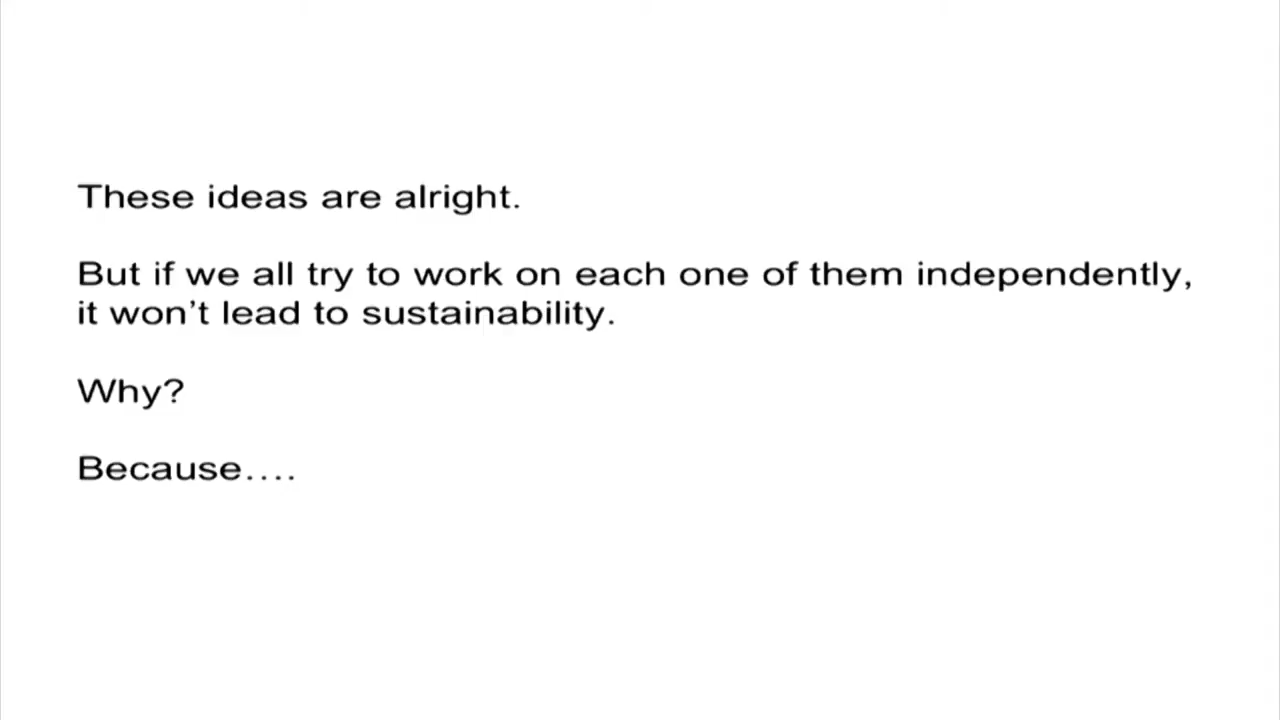 These ideas are alright.
But if we all try to work on each one of them independently,
it won’t lead to sustainability.
Why?
Because....